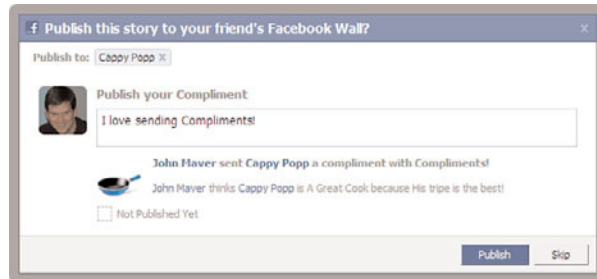 f Publish this story to your friend's Facebook Wall? x
Publish to: Cappy Popp x
Publish your Compliment
I love sending Compliments!
John Maver sent Cappy Popp a compliment with Compliments!
John Maver thinks Cappy Popp is A Great Cook because His tripe is the best!
Not Published Yet
Publish Skip